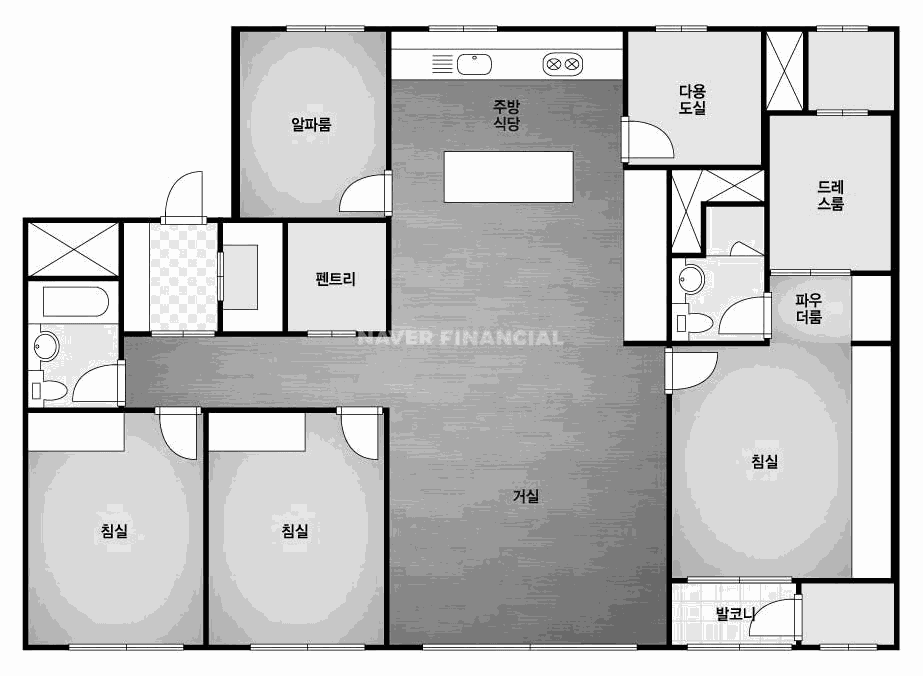 알파룸
주방
식당
다용
도실
드레
스룸
펜트리
파우
더룸
NAVER FINANCIAL
침실
거실
침실
침실
발코니